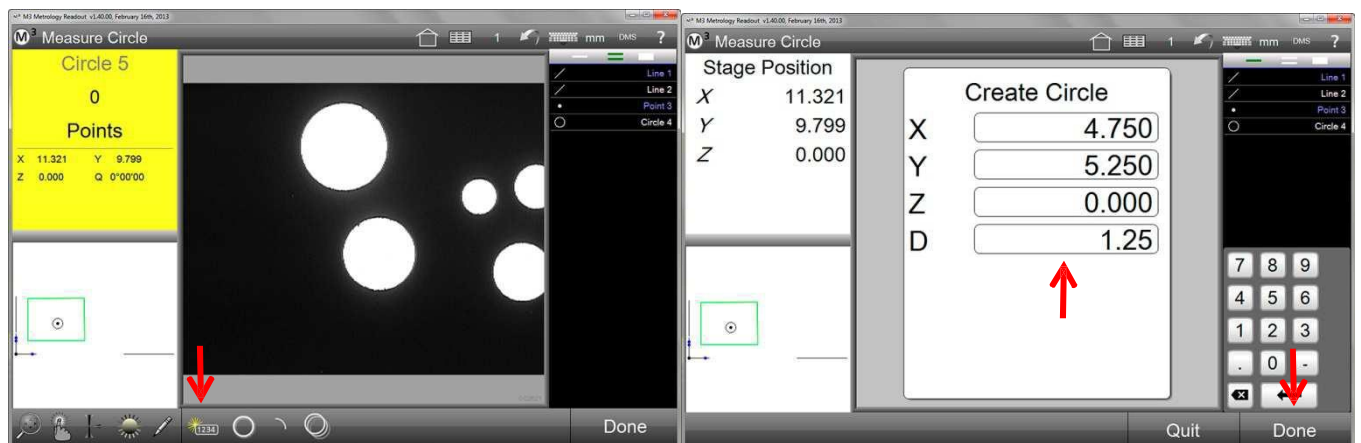 M3 Metrology Readout v1.40.00, February 16th, 2013
M3 Measure Circle 1 mm DMS ?
Circle 5
0
Points
X 11.321 Y 9.799
Z 0.000 Q 0°00'00
Line 1
Line 2
Point 3
Circle 4
1234
Done
M3 Metrology Readout v1.40.00, February 16th, 2013
M3 Measure Circle 1 mm DMS ?
Stage Position
X 11.321
Y 9.799
Z 0.000
Create Circle
X 4.750
Y 5.250
Z 0.000
D 1.25
Line 1
Line 2
Point 3
Circle 4
7 8 9
4 5 6
1 2 3
. 0 -
Quit Done